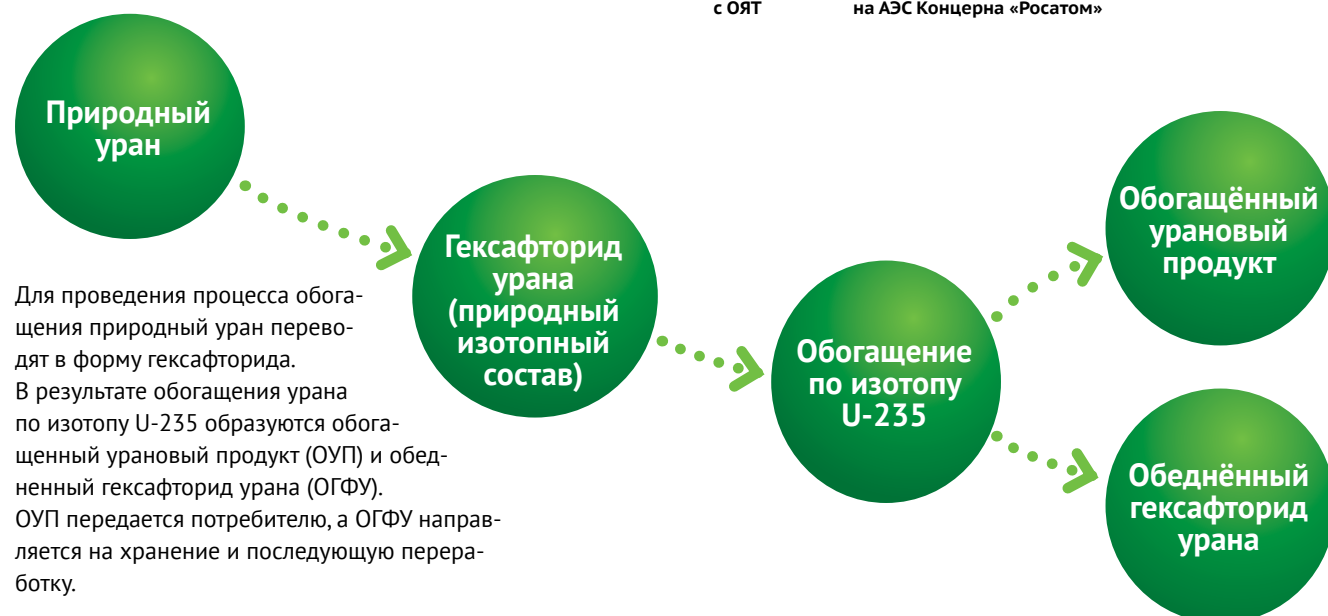 с ОЯТ
на АЭС Концерна «Росатом»
Природный
уран
Гексафторид
урана
(природный
изотопный
состав)
Обогащение
по изотопу
U-235
Обогащённый
урановый
продукт
Обеднённый
гексафторид
урана
Для проведения процесса обога-
щения природный уран перево-
дят в форму гексафторида.
В результате обогащения урана
по изотопу U-235 образуются обога-
щенный урановый продукт (ОУП) и обед-
ненный гексафторид урана (ОГФУ).
ОУП передается потребителю, а ОГФУ направ-
ляется на хранение и последующую перера-
ботку.